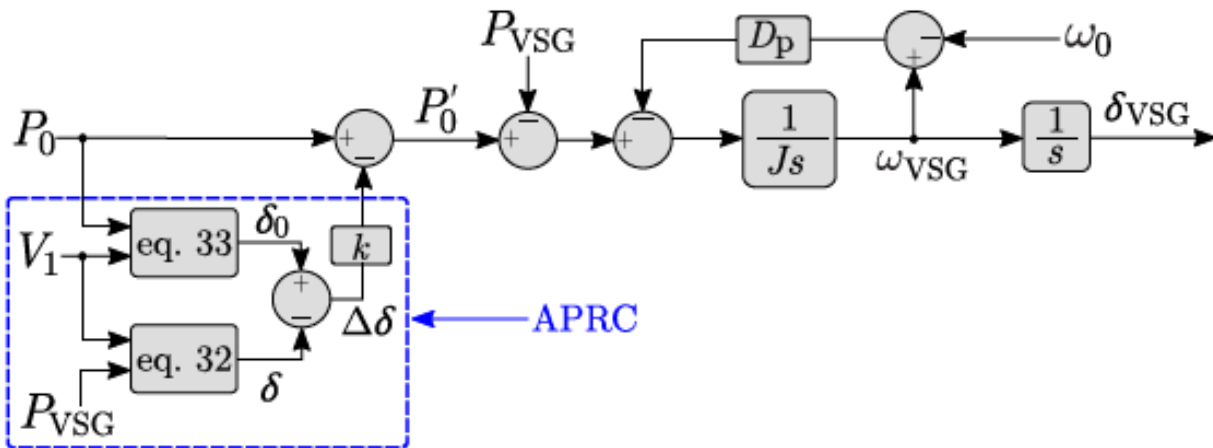 P_VSG
D_p
−
+
ω_0
P_0
+
−
P_0′
+
−
−
+
1
Js
ω_VSG
1
s
δ_VSG
V_1
eq. 33
δ_0
k
+
−
Δδ
APRC
eq. 32
δ
P_VSG